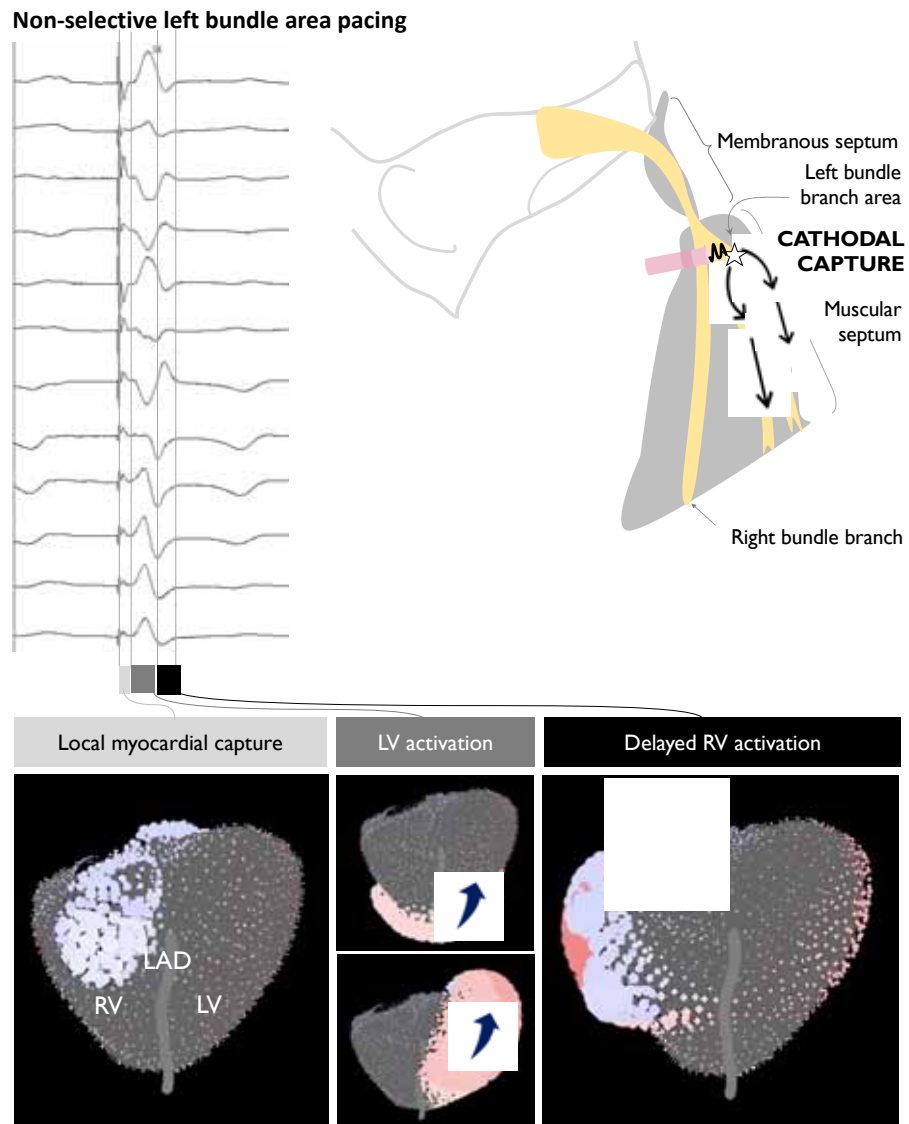 Non-selective left bundle area pacing
Membranous septum
Left bundle
branch area
CATHODAL
CAPTURE
Muscular
septum
Right bundle branch
Local myocardial capture
LV activation
Delayed RV activation
LAD
RV
LV